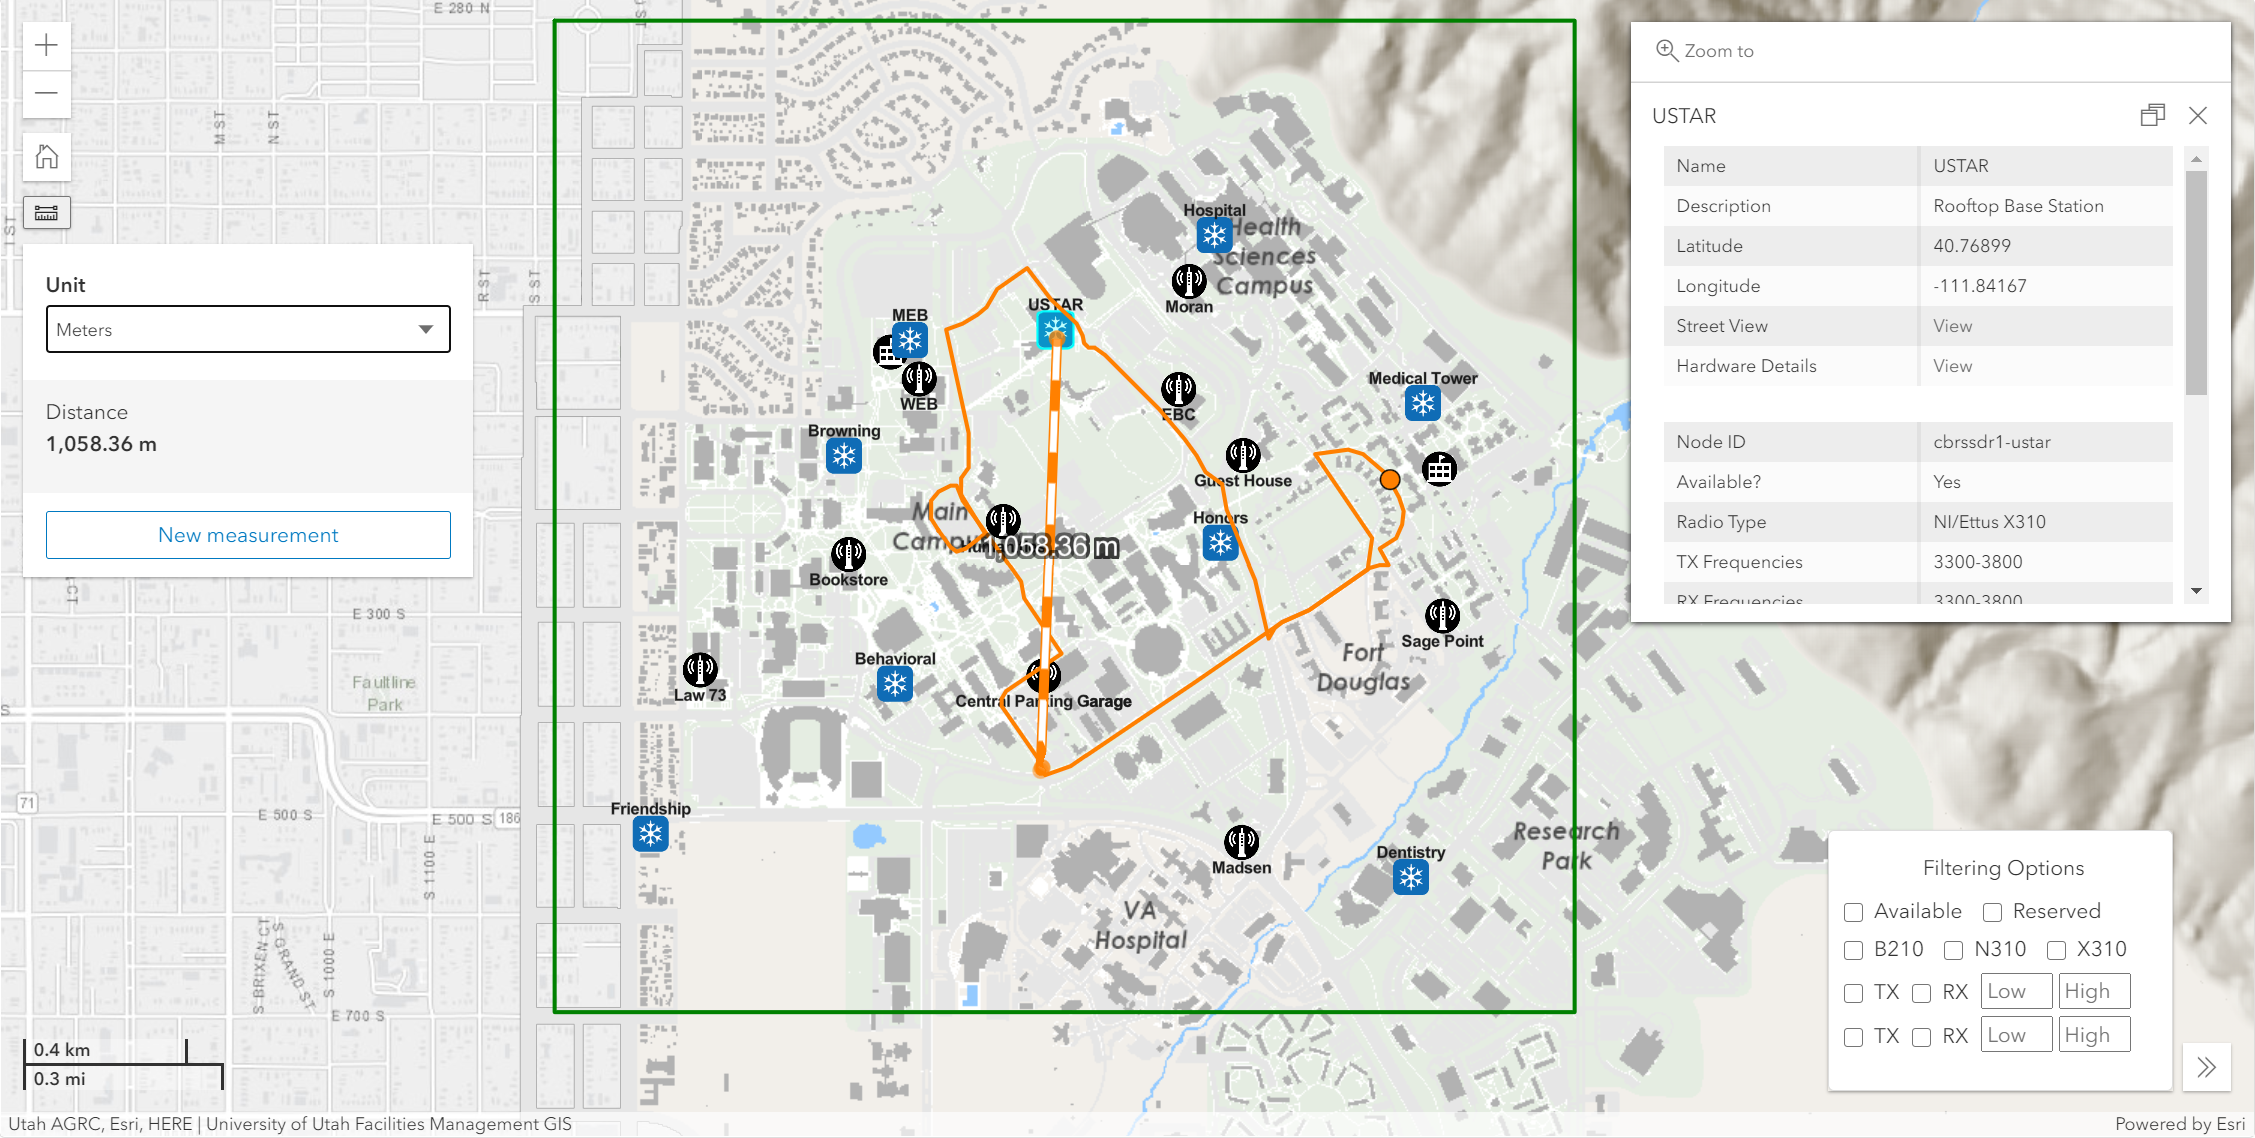 E 280 N
Zoom to
USTAR
Name USTAR
Description Rooftop Base Station
Latitude 40.76899
Longitude -111.84167
Street View View
Hardware Details View
Node ID cbrssdr1-ustar
Available? Yes
Radio Type NI/Ettus X310
TX Frequencies 3300-3800
RX Frequencies 3300-3800
M ST
N ST
R ST
S ST
I ST
Unit
Meters
Distance
1,058.36 m
New measurement
Hospital
Health
Sciences
Campus
Moran
USTAR
MEB
WEB
Medical Tower
EBC
Browning
Guest House
Main
Campus
Honors
1,058.36 m
Bookstore
Sage Point
Fort
Douglas
Behavioral
Law 73
Central Parking Garage
E 300 S
Faultline
Park
71
E 500 S
E 500 S
186
S 1100 E
Friendship
Madsen
Dentistry
Research
Park
VA
Hospital
S BRIXEN CT
S GRAND ST
S 1000 E
E 700 S
Filtering Options
Available Reserved
B210 N310 X310
TX RX Low High
TX RX Low High
0.4 km
0.3 mi
Utah AGRC, Esri, HERE | University of Utah Facilities Management GIS
Powered by Esri